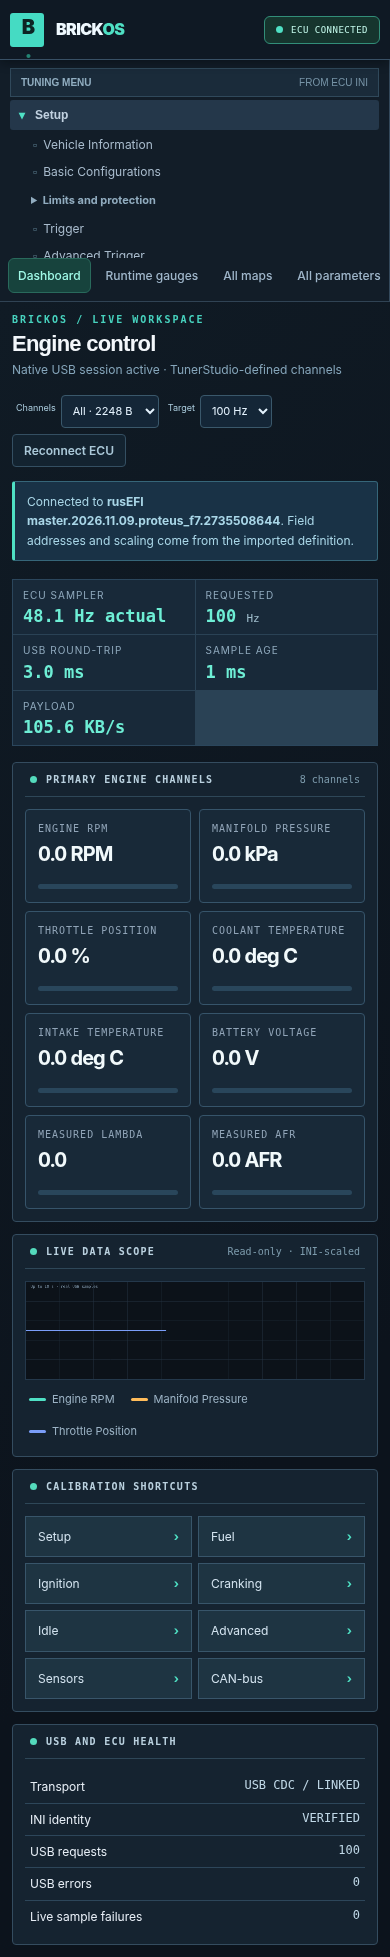 B BRICKOS ECU CONNECTED
TUNING MENU FROM ECU INI
▼ Setup
Vehicle Information
Basic Configurations
▶ Limits and protection
Trigger
Advanced Trigger
Dashboard Runtime gauges All maps All parameters
BRICKOS / LIVE WORKSPACE
Engine control
Native USB session active · TunerStudio-defined channels
Channels All · 2248 B Target 100 Hz
Reconnect ECU
Connected to rusEFI
master.2026.11.09.proteus_f7.2735508644. Field
addresses and scaling come from the imported definition.
ECU SAMPLER REQUESTED
48.1 Hz actual 100 Hz
USB ROUND-TRIP SAMPLE AGE
3.0 ms 1 ms
PAYLOAD
105.6 KB/s
PRIMARY ENGINE CHANNELS 8 channels
ENGINE RPM MANIFOLD PRESSURE
0.0 RPM 0.0 kPa
THROTTLE POSITION COOLANT TEMPERATURE
0.0 % 0.0 deg C
INTAKE TEMPERATURE BATTERY VOLTAGE
0.0 deg C 0.0 V
MEASURED LAMBDA MEASURED AFR
0.0 0.0 AFR
LIVE DATA SCOPE Read-only · INI-scaled
Engine RPM Manifold Pressure
Throttle Position
CALIBRATION SHORTCUTS
Setup › Fuel ›
Ignition › Cranking ›
Idle › Advanced ›
Sensors › CAN-bus ›
USB AND ECU HEALTH
Transport USB CDC / LINKED
INI identity VERIFIED
USB requests 100
USB errors 0
Live sample failures 0